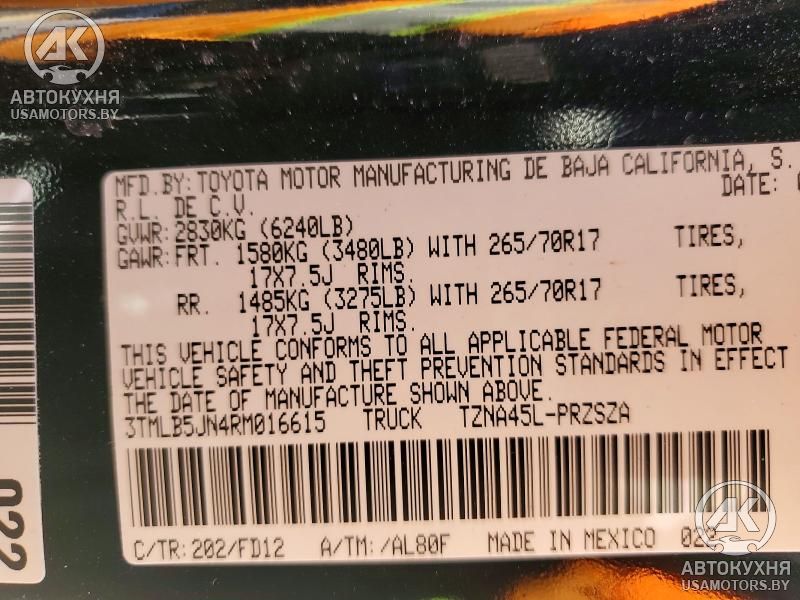 AK
АВТОКУХНЯ
USAMOTORS.BY
MFD.BY: TOYOTA MOTOR MANUFACTURING DE BAJA CALIFORNIA, S.
R.L. DE C.V. DATE:
GVWR: 2830KG (6240LB)
GAWR: FRT. 1580KG (3480LB) WITH 265/70R17 TIRES,
17X7.5J RIMS.
RR. 1485KG (3275LB) WITH 265/70R17 TIRES,
17X7.5J RIMS.
THIS VEHICLE CONFORMS TO ALL APPLICABLE FEDERAL MOTOR
VEHICLE SAFETY AND THEFT PREVENTION STANDARDS IN EFFECT
THE DATE OF MANUFACTURE SHOWN ABOVE.
3TMLB5JN4RM016615 TRUCK TZNA45L-PRZSZA
C/TR: 202/FD12 A/TM: /AL80F MADE IN MEXICO
022
AK
АВТОКУХНЯ
USAMOTORS.BY